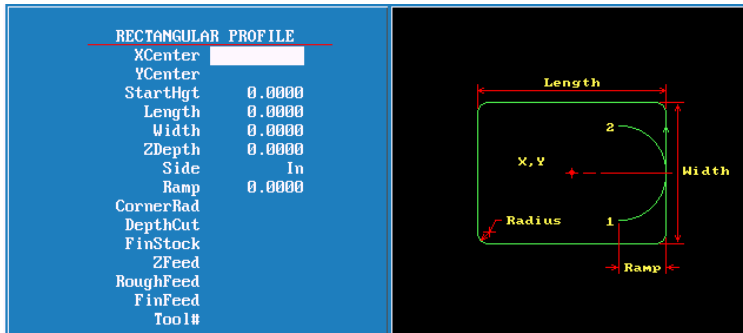 RECTANGULAR PROFILE
XCenter
YCenter
StartHgt 0.0000
Length 0.0000
Width 0.0000
ZDepth 0.0000
Side In
Ramp 0.0000
CornerRad
DepthCut
FinStock
ZFeed
RoughFeed
FinFeed
Tool#
Length
2
X,Y
Width
Radius
1
Ramp